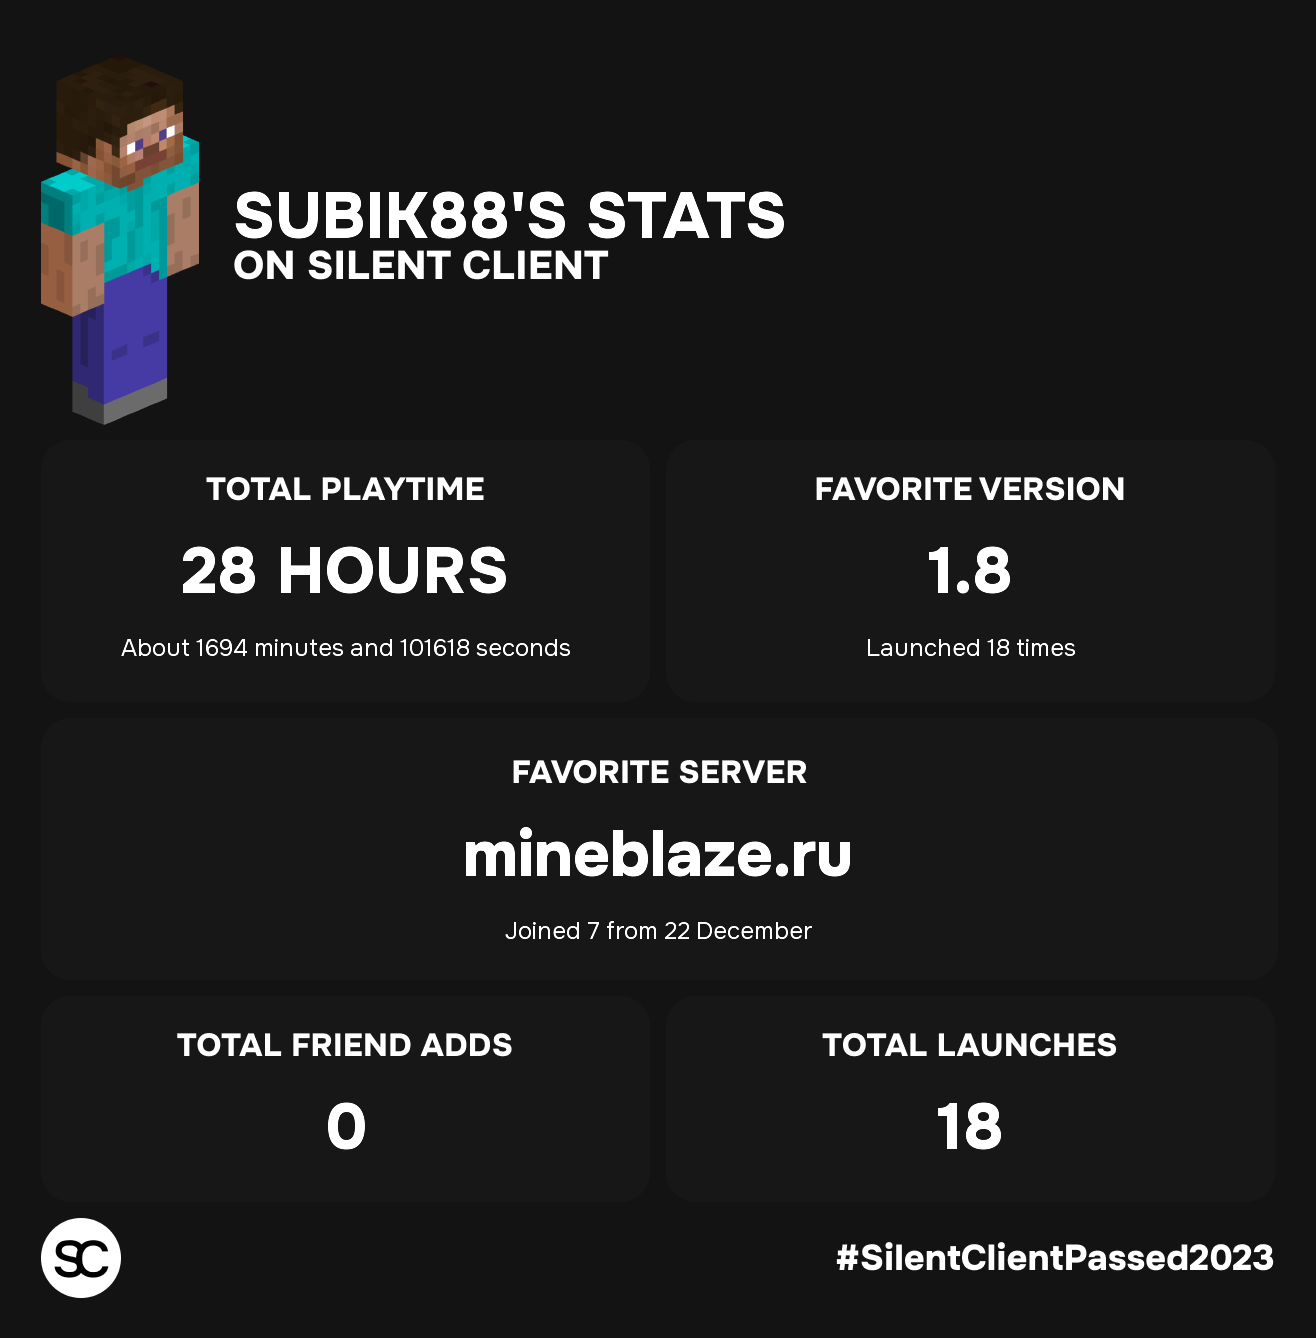 SUBIK88'S STATS
ON SILENT CLIENT
TOTAL PLAYTIME
28 HOURS
About 1694 minutes and 101618 seconds
FAVORITE VERSION
1.8
Launched 18 times
FAVORITE SERVER
mineblaze.ru
Joined 7 from 22 December
TOTAL FRIEND ADDS
0
TOTAL LAUNCHES
18
SC
#SilentClientPassed2023